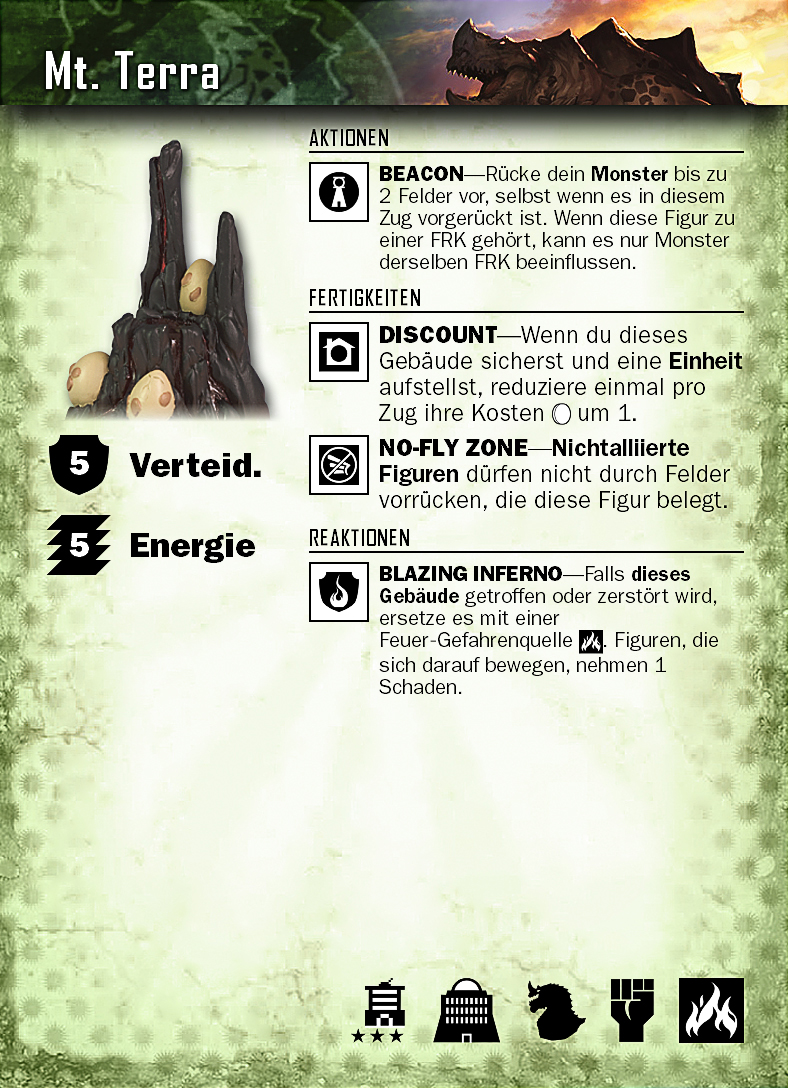 Mt. Terra
AKTIONEN
BEACON—Rücke dein Monster bis zu
2 Felder vor, selbst wenn es in diesem
Zug vorgerückt ist. Wenn diese Figur zu
einer FRK gehört, kann es nur Monster
derselben FRK beeinflussen.
FERTIGKEITEN
DISCOUNT—Wenn du dieses
Gebäude sicherst und eine Einheit
aufstellst, reduziere einmal pro
Zug ihre Kosten um 1.
NO-FLY ZONE—Nichtalliierte
Figuren dürfen nicht durch Felder
vorrücken, die diese Figur belegt.
REAKTIONEN
BLAZING INFERNO—Falls dieses
Gebäude getroffen oder zerstört wird,
ersetze es mit einer
Feuer-Gefahrenquelle . Figuren, die
sich darauf bewegen, nehmen 1
Schaden.
5 Verteid.
5 Energie